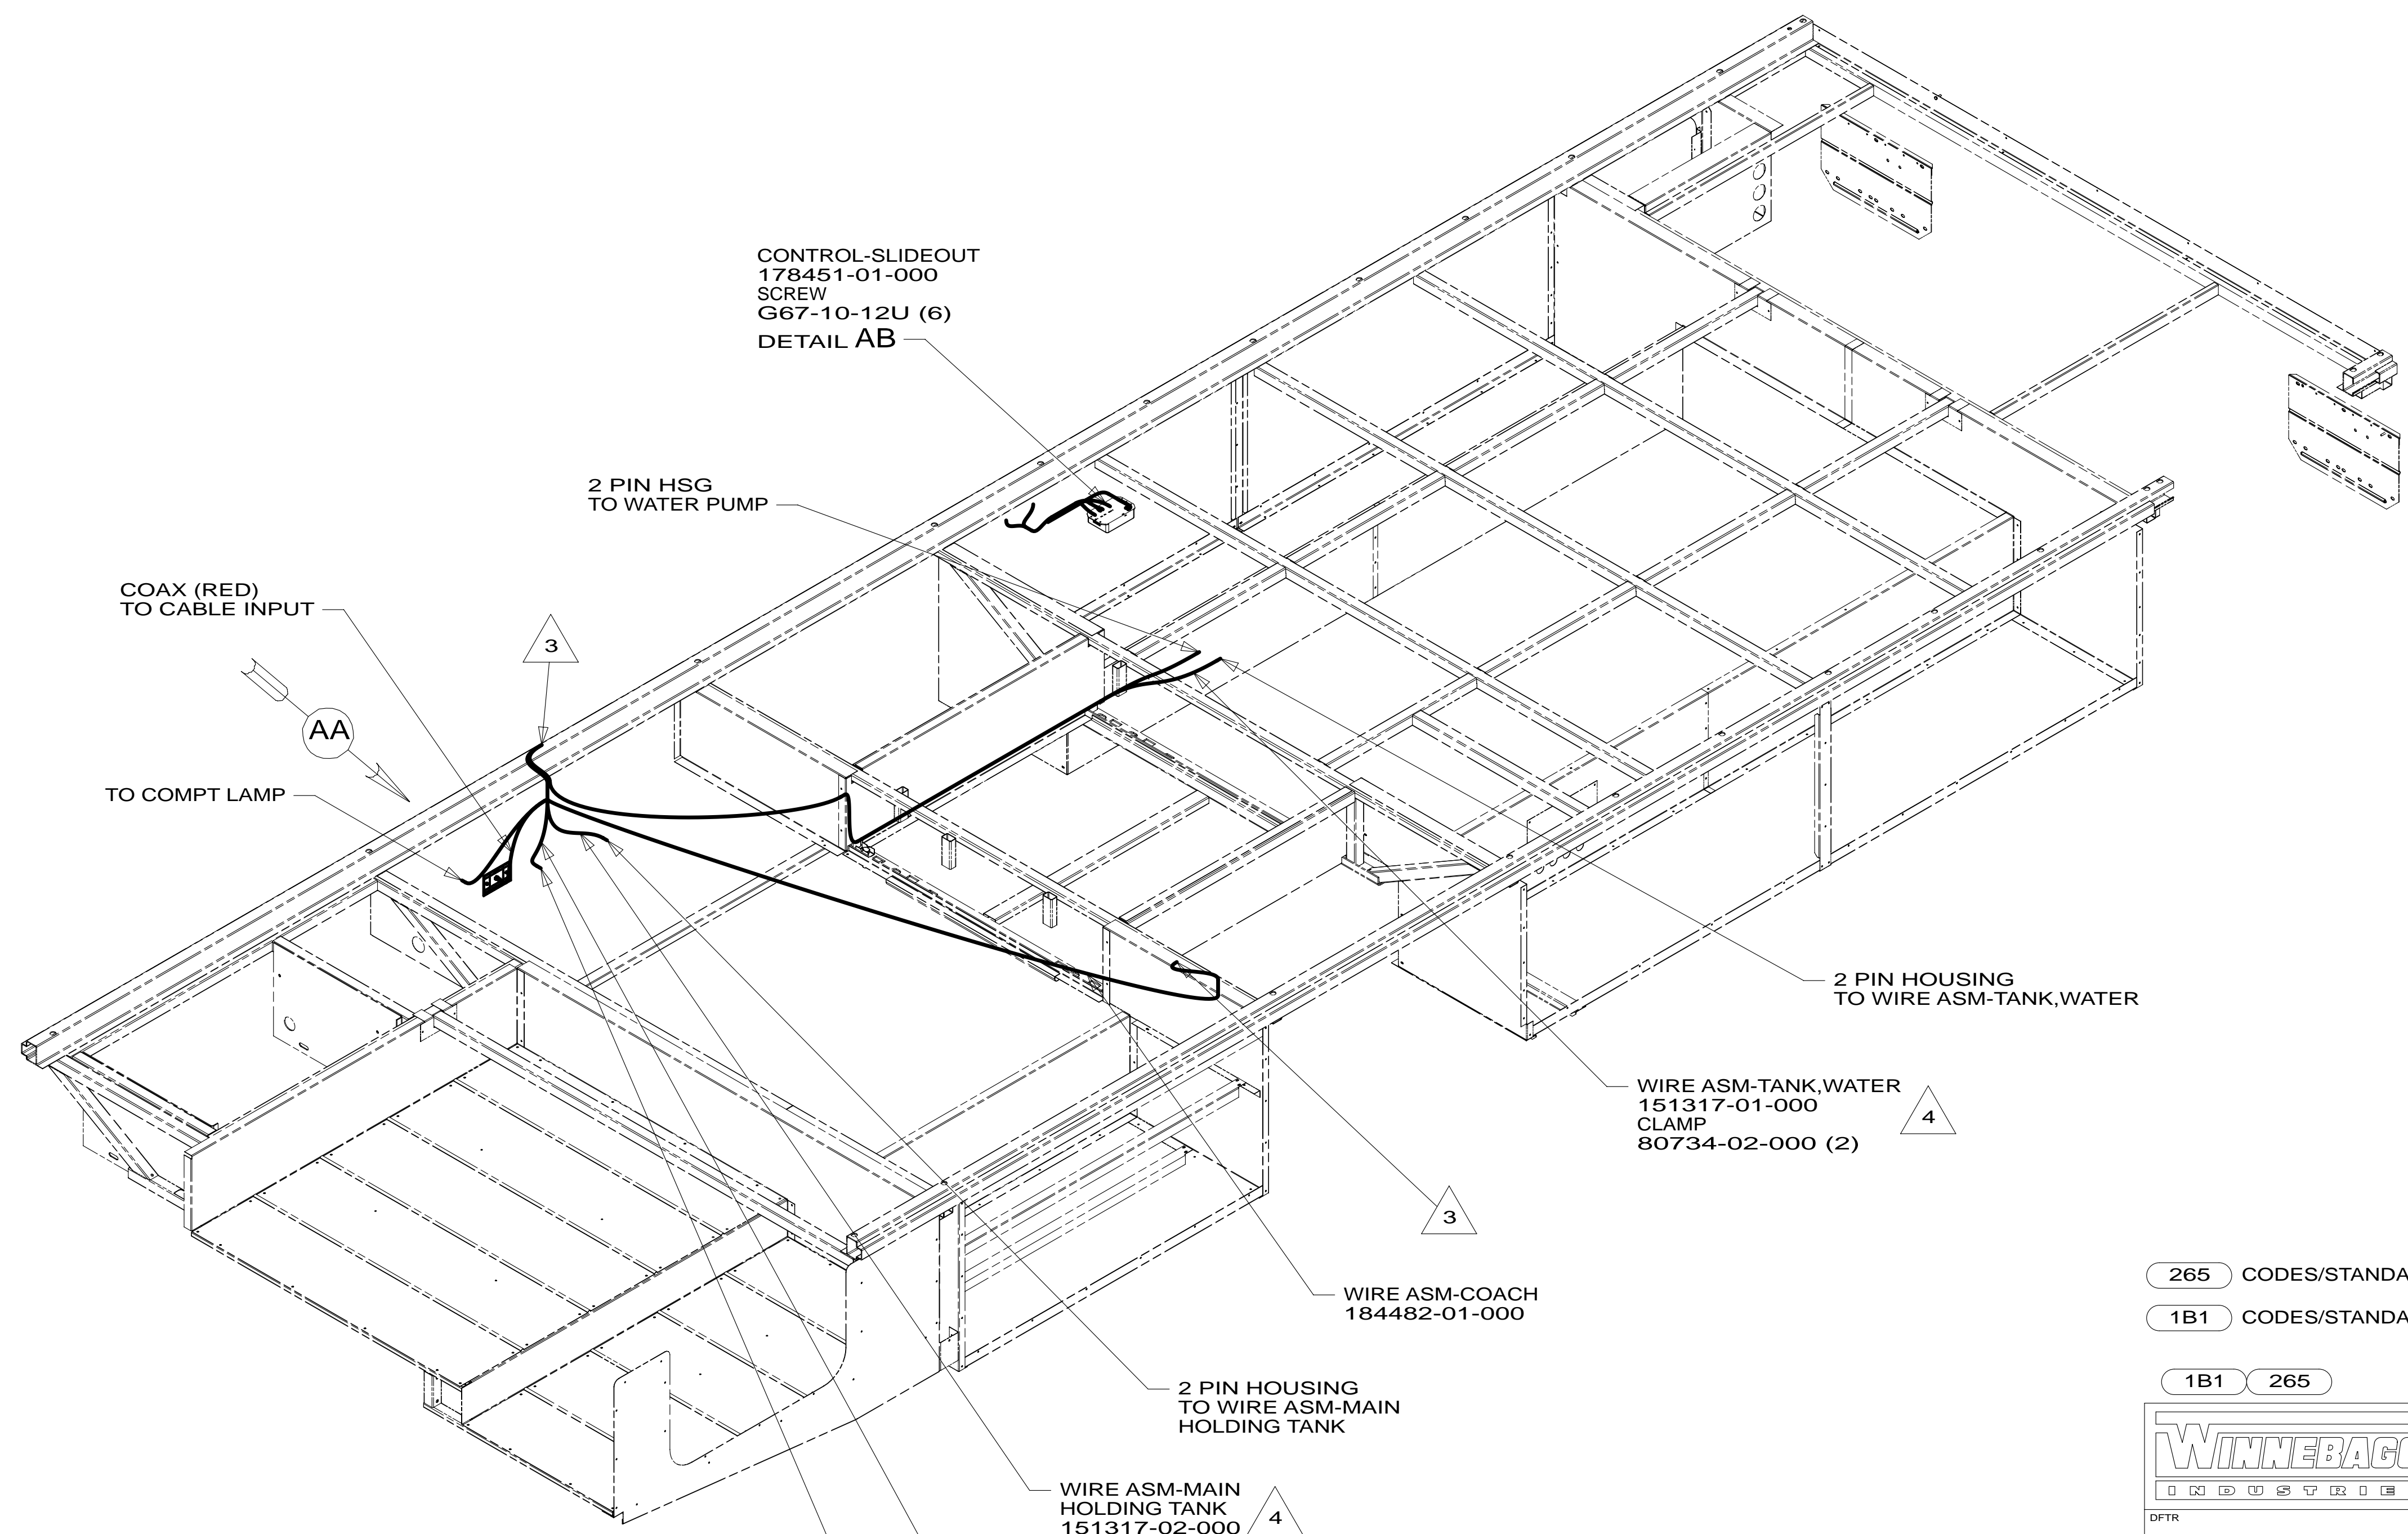 CONTROL-SLIDEOUT
178451-01-000
SCREW
G67-10-12U (6)
DETAIL AB
2 PIN HSG
TO WATER PUMP
COAX (RED)
TO CABLE INPUT
3
AA
TO COMPT LAMP
2 PIN HOUSING
TO WIRE ASM-TANK,WATER
WIRE ASM-TANK,WATER
151317-01-000
CLAMP
80734-02-000 (2)
4
3
WIRE ASM-COACH
184482-01-000
2 PIN HOUSING
TO WIRE ASM-MAIN
HOLDING TANK
WIRE ASM-MAIN
HOLDING TANK
151317-02-000
4
265 CODES/STANDA
1B1 CODES/STANDA
1B1 265
WINNEBAGO
INDUSTRIE
DFTR